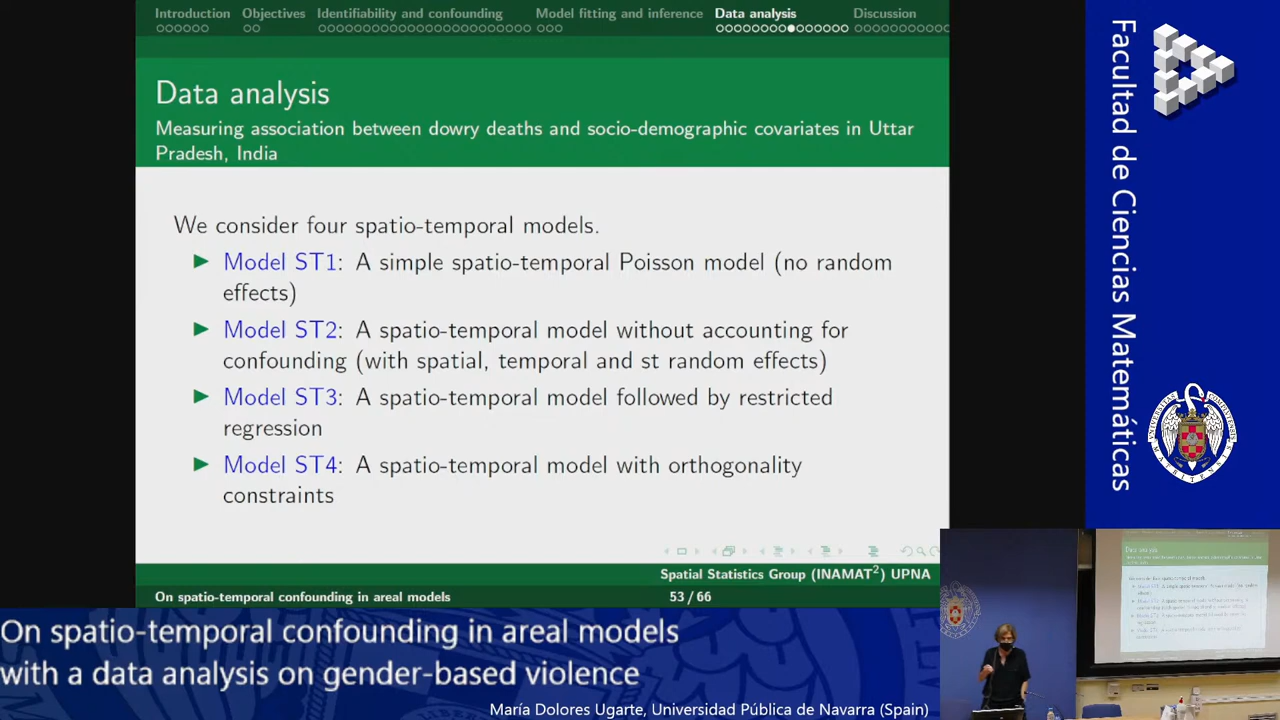 Introduction Objectives Identifiability and confounding Model fitting and inference Data analysis Discussion
Data analysis
Measuring association between dowry deaths and socio-demographic covariates in Uttar
Pradesh, India
We consider four spatio-temporal models.
Model ST1: A simple spatio-temporal Poisson model (no random
effects)
Model ST2: A spatio-temporal model without accounting for
confounding (with spatial, temporal and st random effects)
Model ST3: A spatio-temporal model followed by restricted
regression
Model ST4: A spatio-temporal model with orthogonality
constraints
Spatial Statistics Group (INAMAT²) UPNA
On spatio-temporal confounding in areal models 53 / 66
On spatio-temporal confounding in areal models
with a data analysis on gender-based violence
María Dolores Ugarte, Universidad Pública de Navarra (Spain)
Facultad de Ciencias Matemáticas
Data analysis